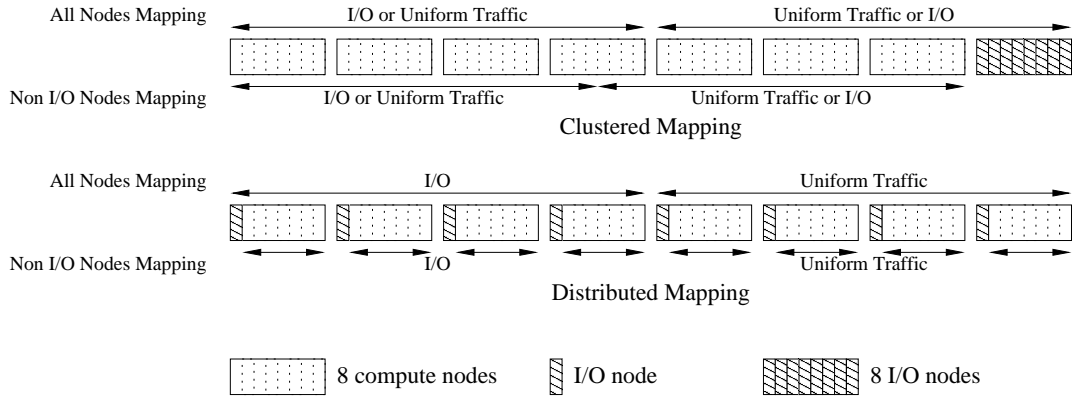 All Nodes Mapping
I/O or Uniform Traffic
Uniform Traffic or I/O
Non I/O Nodes Mapping
I/O or Uniform Traffic
Uniform Traffic or I/O
Clustered Mapping
All Nodes Mapping
I/O
Uniform Traffic
Non I/O Nodes Mapping
I/O
Uniform Traffic
Distributed Mapping
8 compute nodes
I/O node
8 I/O nodes